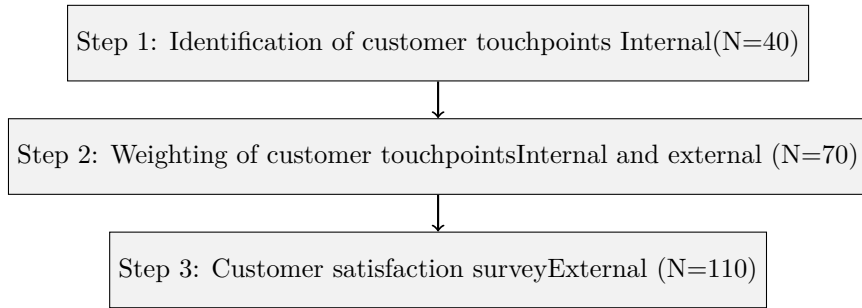 Step 1: Identification of customer touchpoints Internal(N=40)
Step 2: Weighting of customer touchpointsInternal and external (N=70)
Step 3: Customer satisfaction surveyExternal (N=110)